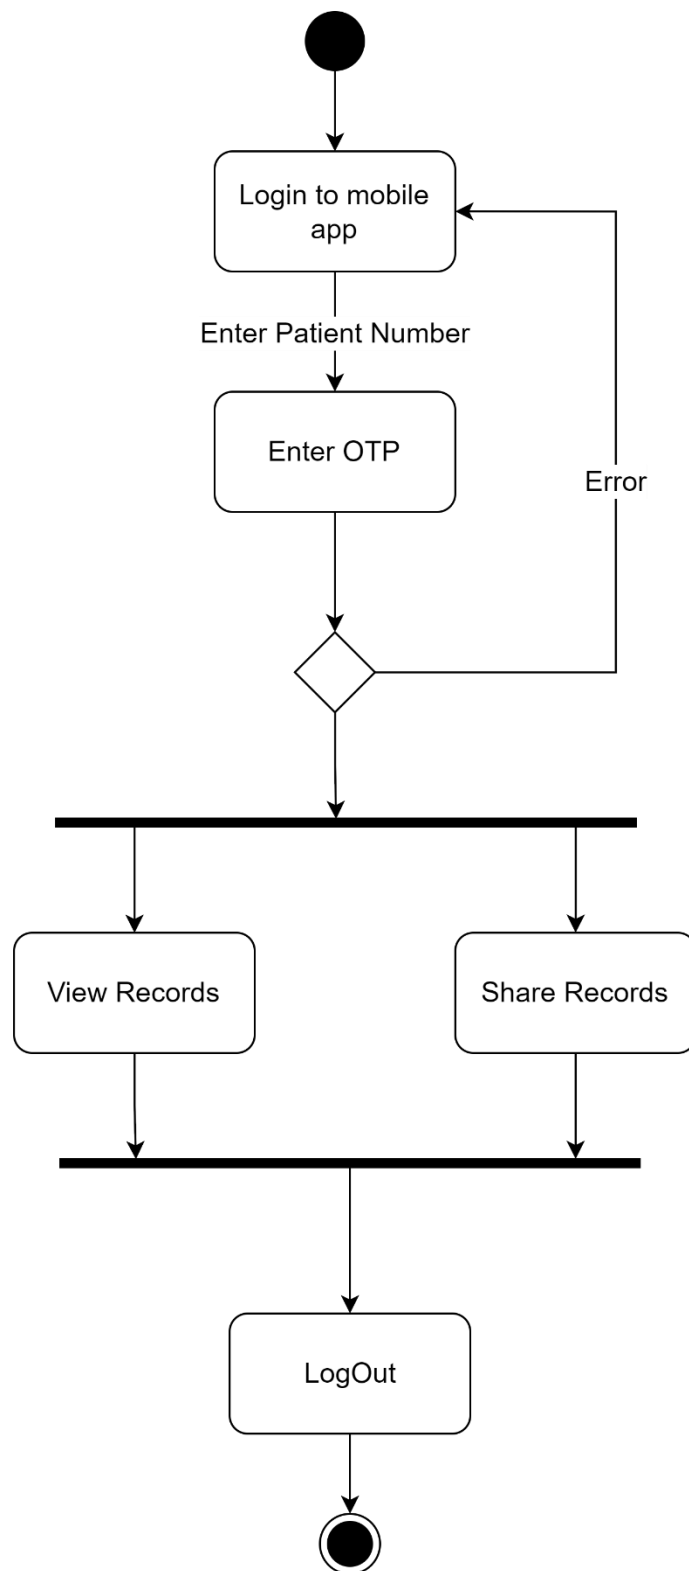 Login to mobile
app
Enter Patient Number
Enter OTP
Error
View Records
Share Records
LogOut